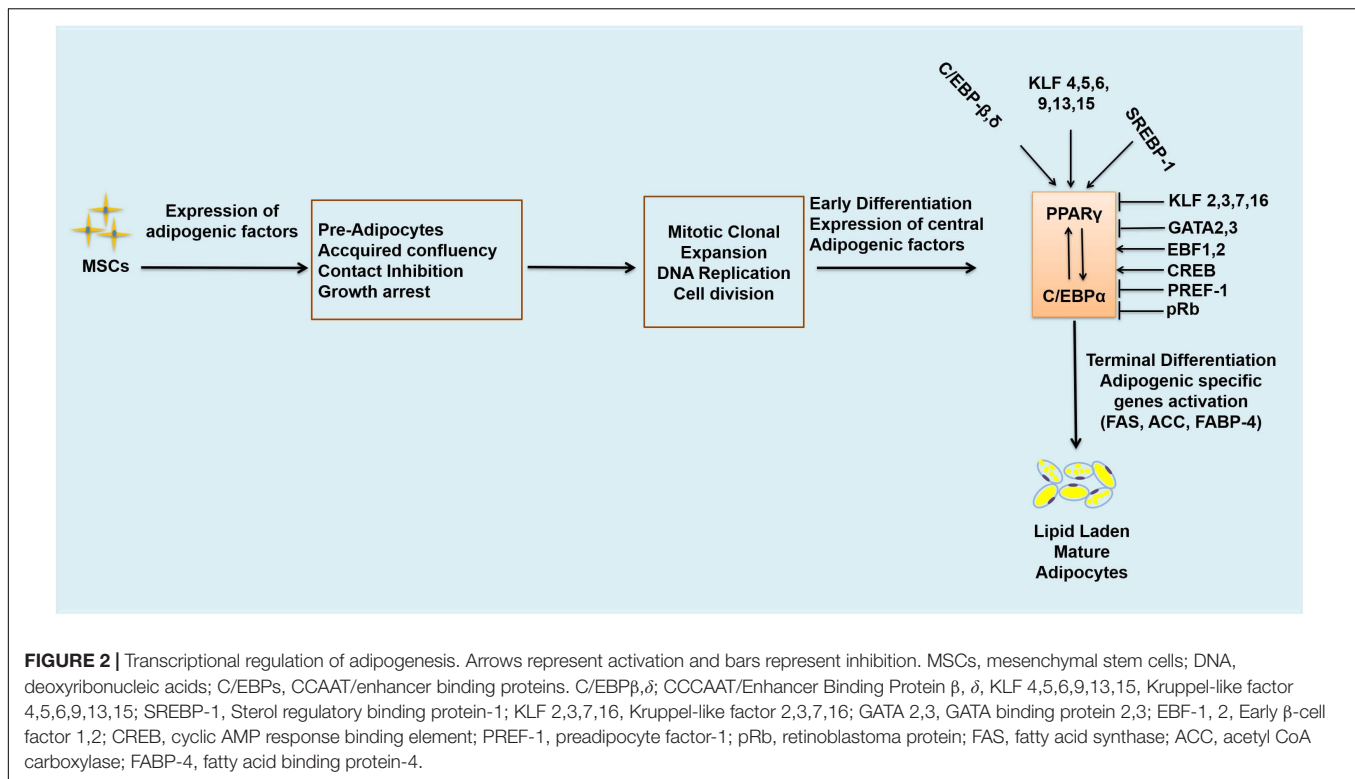 C/EBP-β,δ
KLF 4,5,6,
9,13,15
SREBP-1
Expression of
adipogenic factors
MSCs
Pre-Adipocytes
Accquired confluency
Contact Inhibition
Growth arrest
Mitotic Clonal
Expansion
DNA Replication
Cell division
Early Differentiation
Expression of central
Adipogenic factors
PPARγ
C/EBPα
KLF 2,3,7,16
GATA2,3
EBF1,2
CREB
PREF-1
pRb
Terminal Differentiation
Adipogenic specific
genes activation
(FAS, ACC, FABP-4)
Lipid Laden
Mature
Adipocytes
FIGURE 2 | Transcriptional regulation of adipogenesis. Arrows represent activation and bars represent inhibition. MSCs, mesenchymal stem cells; DNA,
deoxyribonucleic acids; C/EBPs, CCAAT/enhancer binding proteins. C/EBPβ,δ; CCCAAT/Enhancer Binding Protein β, δ, KLF 4,5,6,9,13,15, Kruppel-like factor
4,5,6,9,13,15; SREBP-1, Sterol regulatory binding protein-1; KLF 2,3,7,16, Kruppel-like factor 2,3,7,16; GATA 2,3, GATA binding protein 2,3; EBF-1, 2, Early β-cell
factor 1,2; CREB, cyclic AMP response binding element; PREF-1, preadipocyte factor-1; pRb, retinoblastoma protein; FAS, fatty acid synthase; ACC, acetyl CoA
carboxylase; FABP-4, fatty acid binding protein-4.